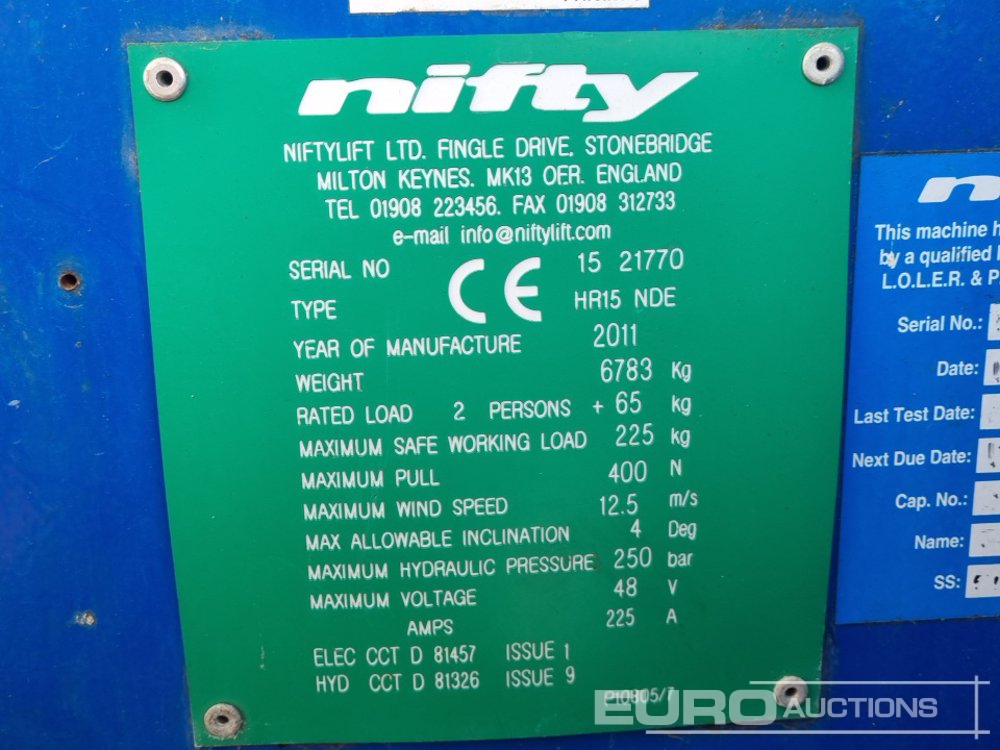 nifty
NIFTYLIFT LTD. FINGLE DRIVE. STONEBRIDGE
MILTON KEYNES. MK13 OER. ENGLAND
TEL 01908 223456. FAX 01908 312733
e-mail info@niftylift.com
SERIAL NO CE 15 21770
TYPE HR15 NDE
YEAR OF MANUFACTURE 2011
WEIGHT 6783 Kg
RATED LOAD 2 PERSONS + 65 kg
MAXIMUM SAFE WORKING LOAD 225 kg
MAXIMUM PULL 400 N
MAXIMUM WIND SPEED 12.5 m/s
MAX ALLOWABLE INCLINATION 4 Deg
MAXIMUM HYDRAULIC PRESSURE 250 bar
MAXIMUM VOLTAGE 48 V
AMPS 225 A
ELEC CCT D 81457 ISSUE 1
HYD CCT D 81326 ISSUE 9
P10805/7
This machine h
by a qualified
L.O.L.E.R. & P
Serial No.:
Date:
Last Test Date:
Next Due Date:
Cap. No.:
Name:
SS:
EURO AUCTIONS